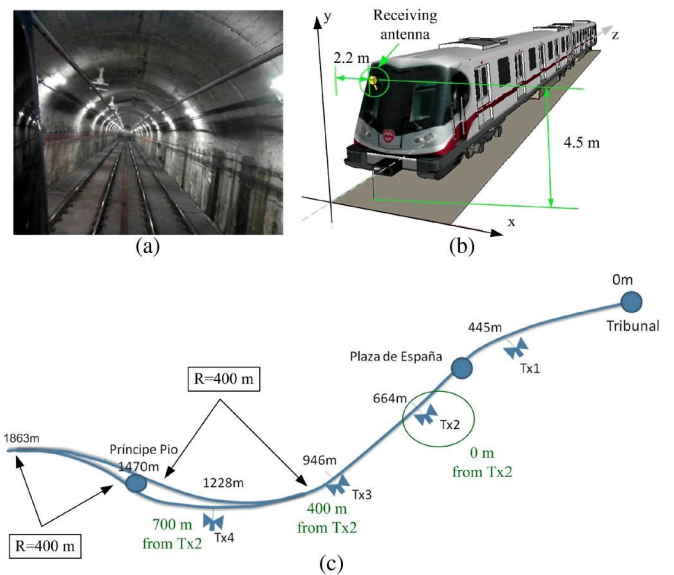 y
Receiving
antenna
z
2.2 m
4.5 m
x
(a)
(b)
0m
Tribunal
445m
Tx1
Plaza de España
R=400 m
664m
Tx2
0 m
from Tx2
1863m
Príncipe Pio
1470m
946m
1228m
Tx3
400 m
from Tx2
700 m
from Tx2
Tx4
R=400 m
(c)